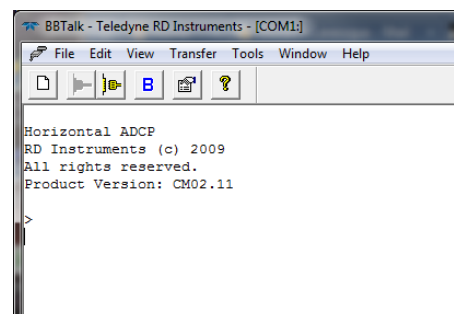 BBTalk - Teledyne RD Instruments - [COM1:]
File Edit View Transfer Tools Window Help
B ?
Horizontal ADCP
RD Instruments (c) 2009
All rights reserved.
Product Version: CM02.11
>